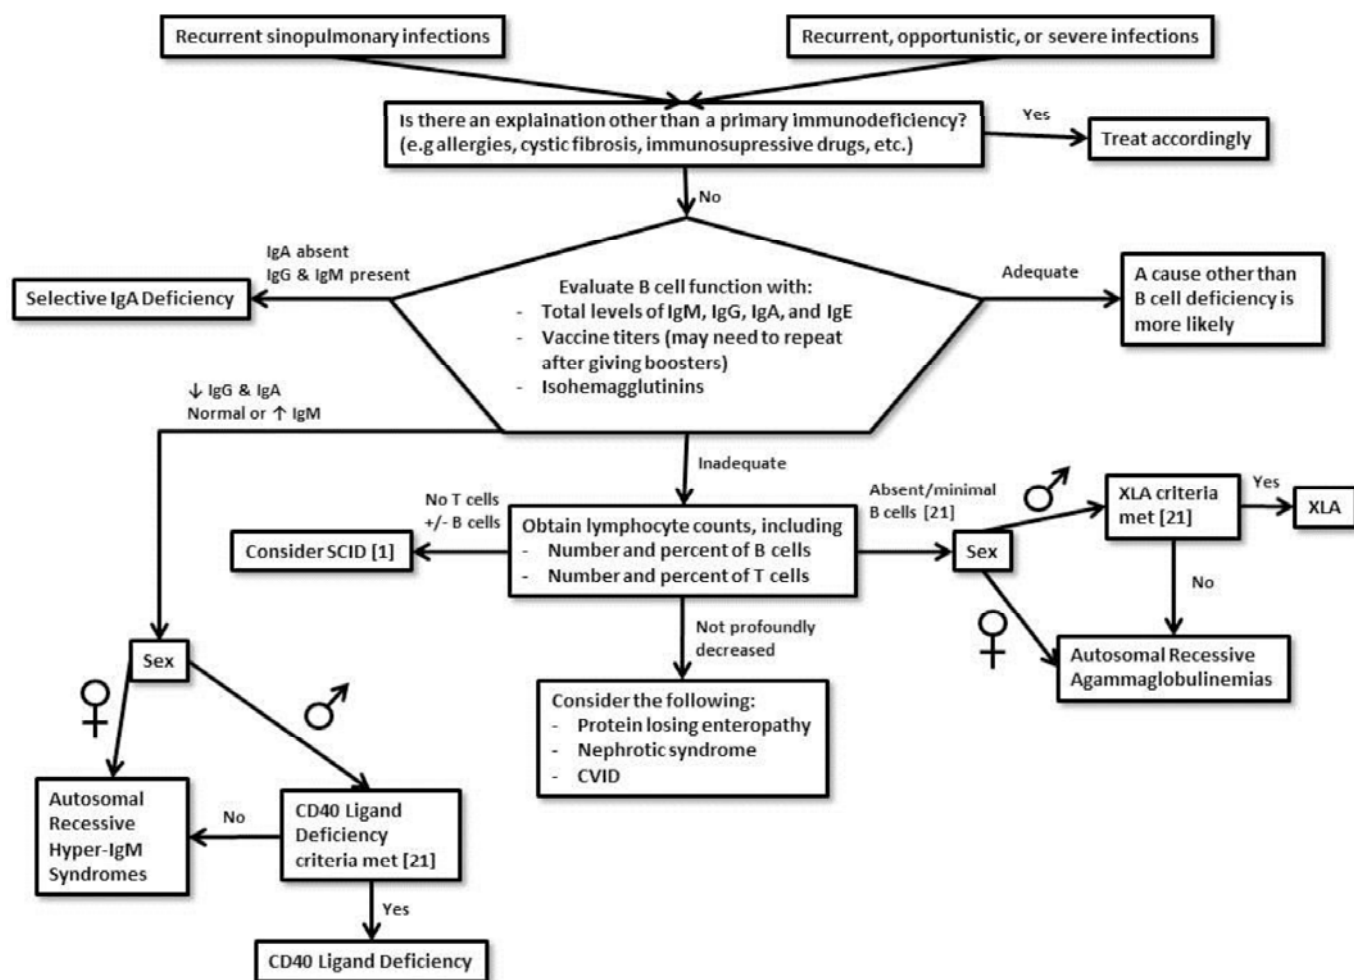 Recurrent sinopulmonary infections
Recurrent, opportunistic, or severe infections
Is there an explaination other than a primary immunodeficiency?
(e.g allergies, cystic fibrosis, immunosupressive drugs, etc.)
Yes
Treat accordingly
No
IgA absent
IgG & IgM present
Selective IgA Deficiency
Evaluate B cell function with:
- Total levels of IgM, IgG, IgA, and IgE
- Vaccine titers (may need to repeat
after giving boosters)
- Isohemagglutinins
Adequate
A cause other than
B cell deficiency is
more likely
↓ IgG & IgA
Normal or ↑ IgM
Inadequate
No T cells
+/- B cells
Consider SCID [1]
Obtain lymphocyte counts, including
- Number and percent of B cells
- Number and percent of T cells
Absent/minimal
B cells [21]
Sex
♂
XLA criteria
met [21]
Yes
XLA
No
♀
Autosomal Recessive
Agammaglobulinemias
Not profoundly
decreased
Consider the following:
- Protein losing enteropathy
- Nephrotic syndrome
- CVID
Sex
♀
♂
Autosomal
Recessive
Hyper-IgM
Syndromes
No
CD40 Ligand
Deficiency
criteria met [21]
Yes
CD40 Ligand Deficiency